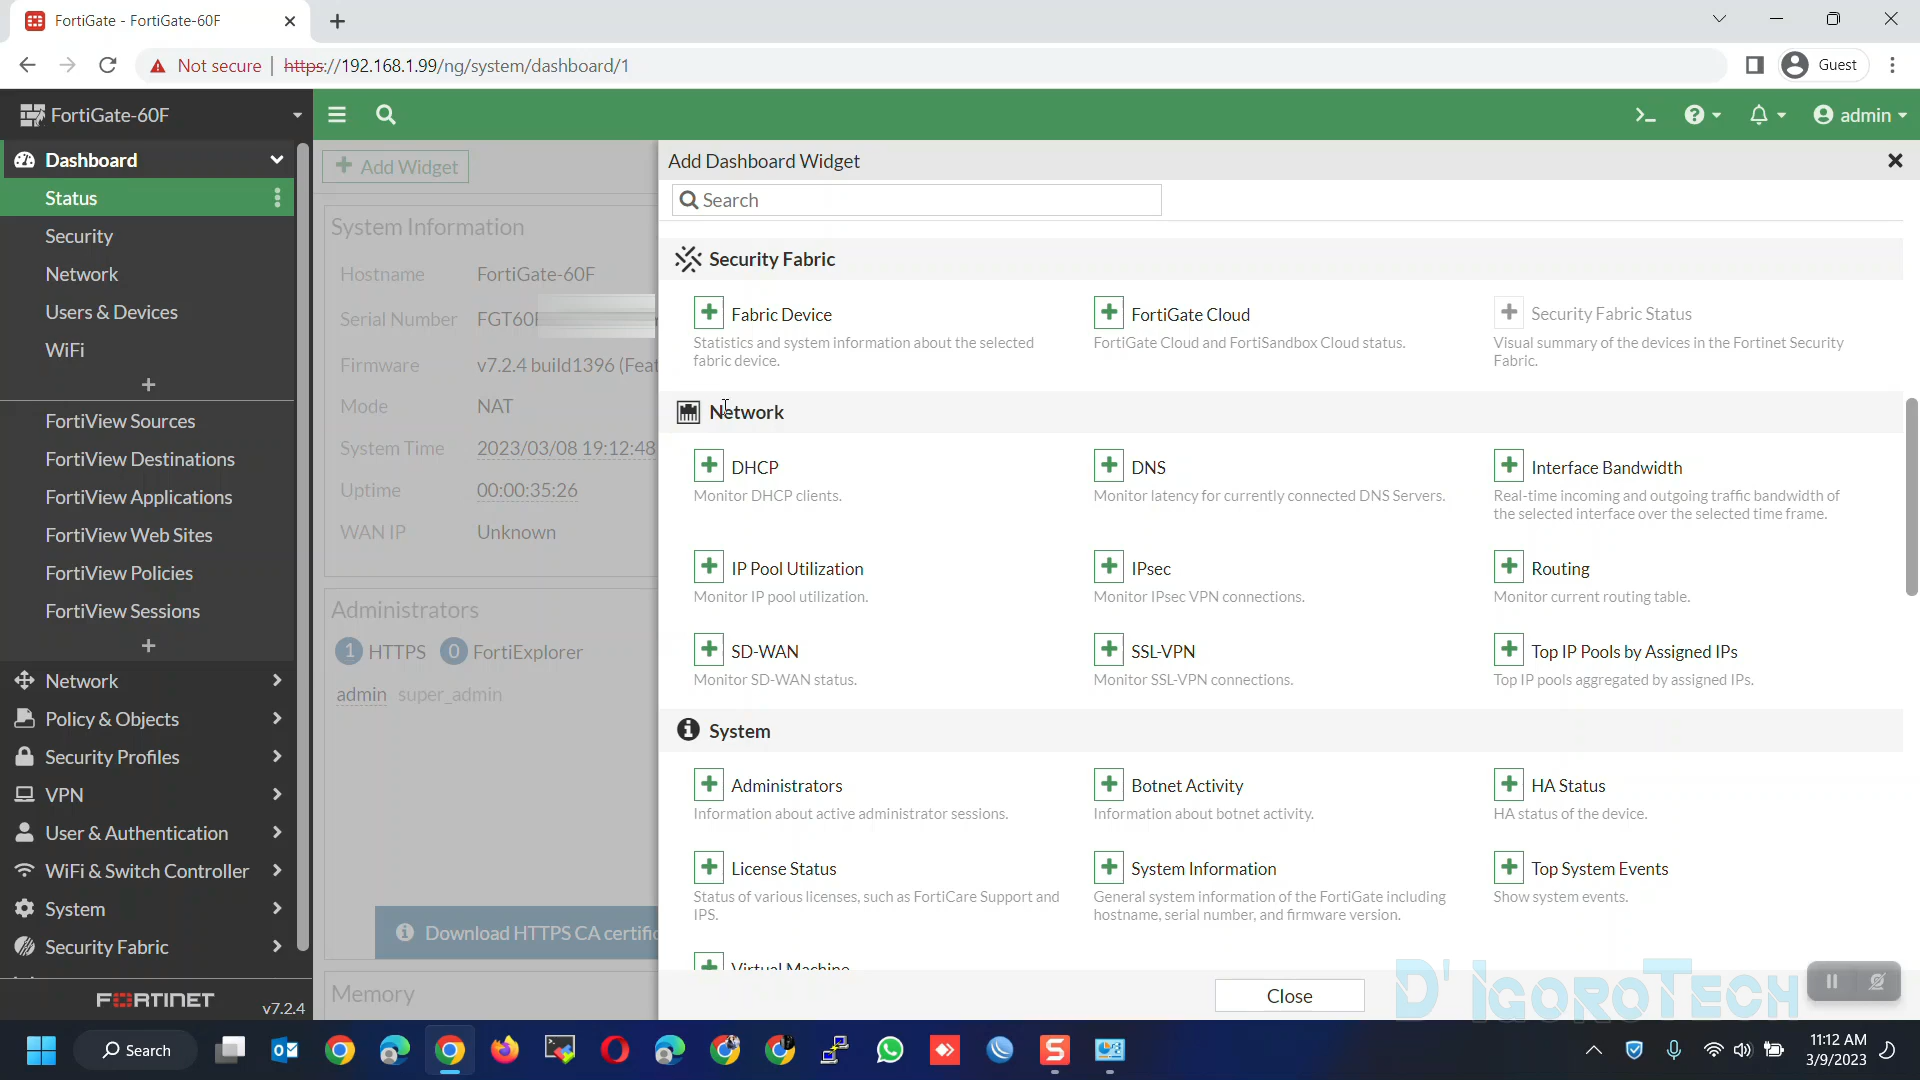 FortiGate - FortiGate-60F
Not secure
https://192.168.1.99/ng/system/dashboard/1
Guest
FortiGate-60F
admin
Dashboard
Status
Security
Network
Users & Devices
WiFi
FortiView Sources
FortiView Destinations
FortiView Applications
FortiView Web Sites
FortiView Policies
FortiView Sessions
Network
Policy & Objects
Security Profiles
VPN
User & Authentication
WiFi & Switch Controller
System
Security Fabric
FORTINET
v7.2.4
Add Widget
System Information
Hostname FortiGate-60F
Serial Number FGT60F
Firmware v7.2.4 build1396 (Feat
Mode NAT
System Time 2023/03/08 19:12:48
Uptime 00:00:35:26
WAN IP Unknown
Administrators
1 HTTPS 0 FortiExplorer
admin super_admin
Download HTTPS CA certific
Memory
Add Dashboard Widget
Search
Security Fabric
Fabric Device
Statistics and system information about the selected
fabric device.
FortiGate Cloud
FortiGate Cloud and FortiSandbox Cloud status.
Security Fabric Status
Visual summary of the devices in the Fortinet Security
Fabric.
Network
DHCP
Monitor DHCP clients.
DNS
Monitor latency for currently connected DNS Servers.
Interface Bandwidth
Real-time incoming and outgoing traffic bandwidth of
the selected interface over the selected time frame.
IP Pool Utilization
Monitor IP pool utilization.
IPsec
Monitor IPsec VPN connections.
Routing
Monitor current routing table.
SD-WAN
Monitor SD-WAN status.
SSL-VPN
Monitor SSL-VPN connections.
Top IP Pools by Assigned IPs
Top IP pools aggregated by assigned IPs.
System
Administrators
Information about active administrator sessions.
Botnet Activity
Information about botnet activity.
HA Status
HA status of the device.
License Status
Status of various licenses, such as FortiCare Support and
IPS.
System Information
General system information of the FortiGate including
hostname, serial number, and firmware version.
Top System Events
Show system events.
Virtual Machine
Close
D' IGOROTECH
Search
11:12 AM
3/9/2023